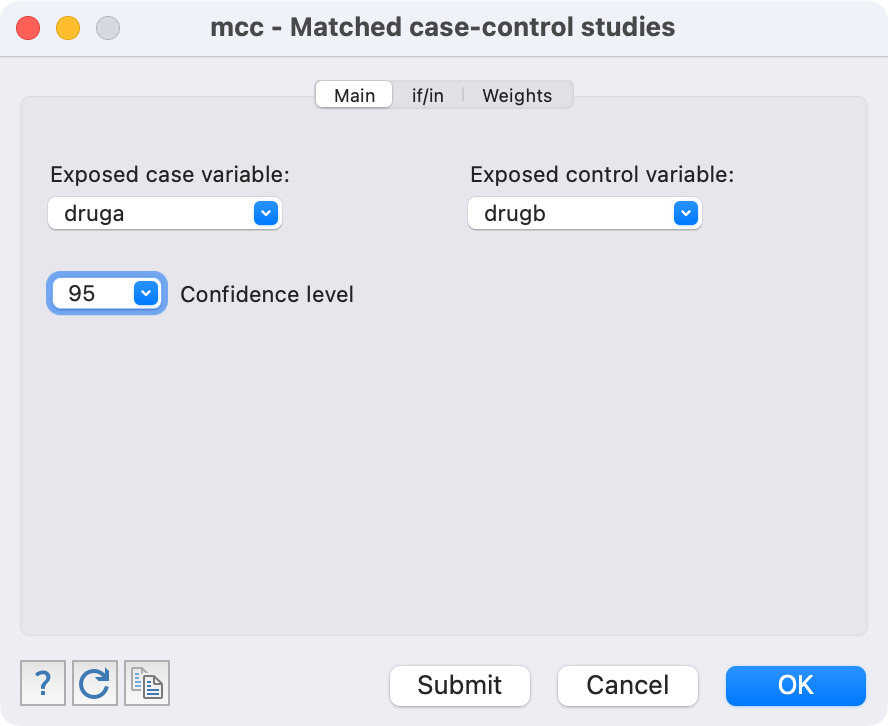 mcc - Matched case-control studies
Main if/in Weights
Exposed case variable: Exposed control variable:
druga drugb
95 Confidence level
? Submit Cancel OK